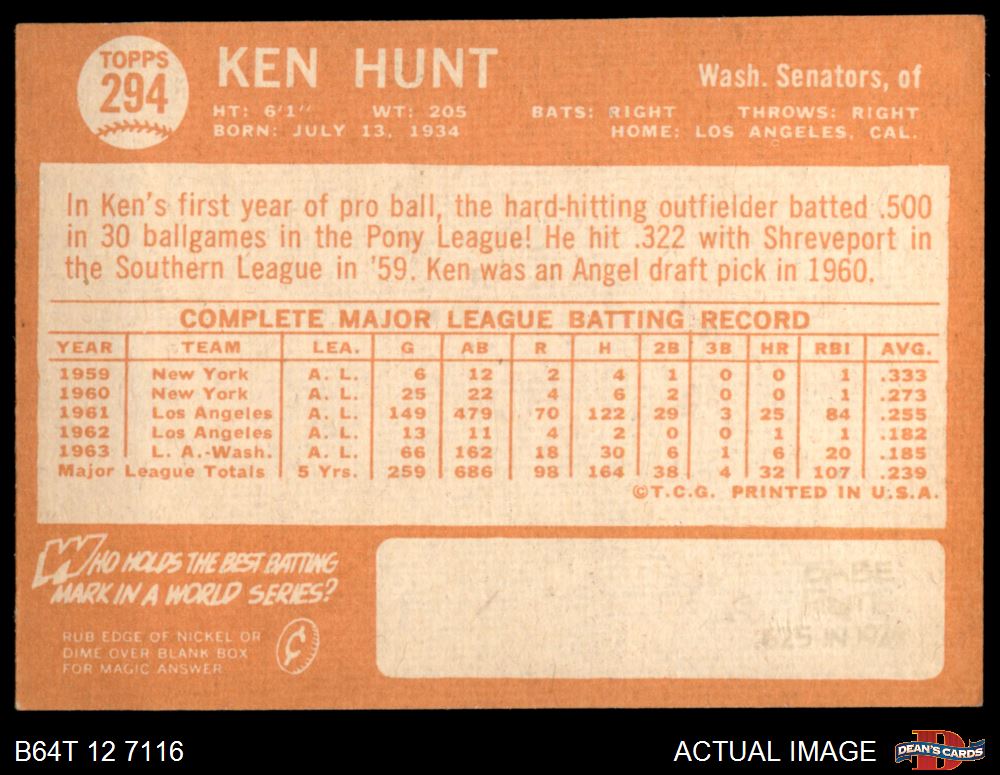 TOPPS
294
KEN HUNT
Wash. Senators, of
HT: 6'1" WT: 205 BATS: RIGHT THROWS: RIGHT
BORN: JULY 13, 1934 HOME: LOS ANGELES, CAL.
In Ken's first year of pro ball, the hard-hitting outfielder batted .500
in 30 ballgames in the Pony League! He hit .322 with Shreveport in
the Southern League in '59. Ken was an Angel draft pick in 1960.
COMPLETE MAJOR LEAGUE BATTING RECORD
YEAR TEAM LEA. G AB R H 2B 3B HR RBI AVG.
1959 New York A. L. 6 12 2 4 1 0 0 1 .333
1960 New York A. L. 25 22 4 6 2 0 0 1 .273
1961 Los Angeles A. L. 149 479 70 122 29 3 25 84 .255
1962 Los Angeles A. L. 13 11 4 2 0 0 1 1 .182
1963 L. A.-Wash. A. L. 66 162 18 30 6 1 6 20 .185
Major League Totals 5 Yrs. 259 686 98 164 38 4 32 107 .239
©T.C.G. PRINTED IN U.S.A.
WHO HOLDS THE BEST BATTING
MARK IN A WORLD SERIES?
RUB EDGE OF NICKEL OR
DIME OVER BLANK BOX
FOR MAGIC ANSWER
¢
BABE
RUTH
.625 IN
B64T 12 7116
ACTUAL IMAGE
D
DEAN'S CARDS